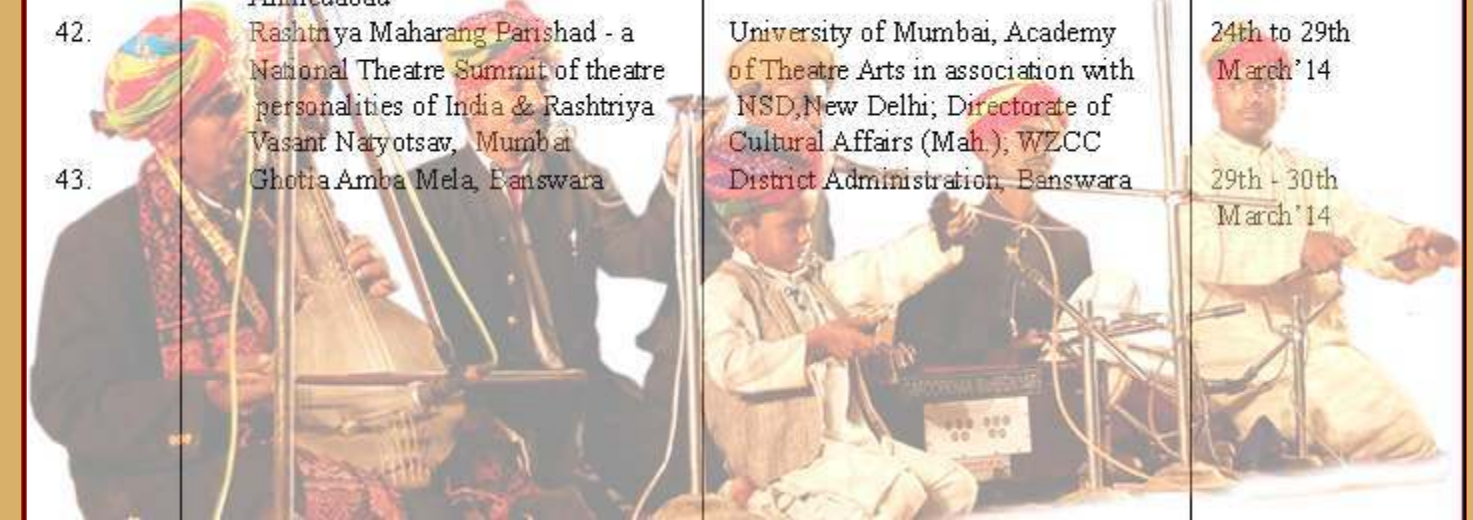 Ahmedabad
42. Rashtriya Maharang Parishad - a University of Mumbai, Academy 24th to 29th
National Theatre Summit of theatre of Theatre Arts in association with March'14
personalities of India & Rashtriya NSD,New Delhi; Directorate of
Vasant Natyotsav, Mumbai Cultural Affairs (Mah.); WZCC
43. Ghotia Amba Mela, Banswara District Administration, Banswara 29th - 30th
March'14